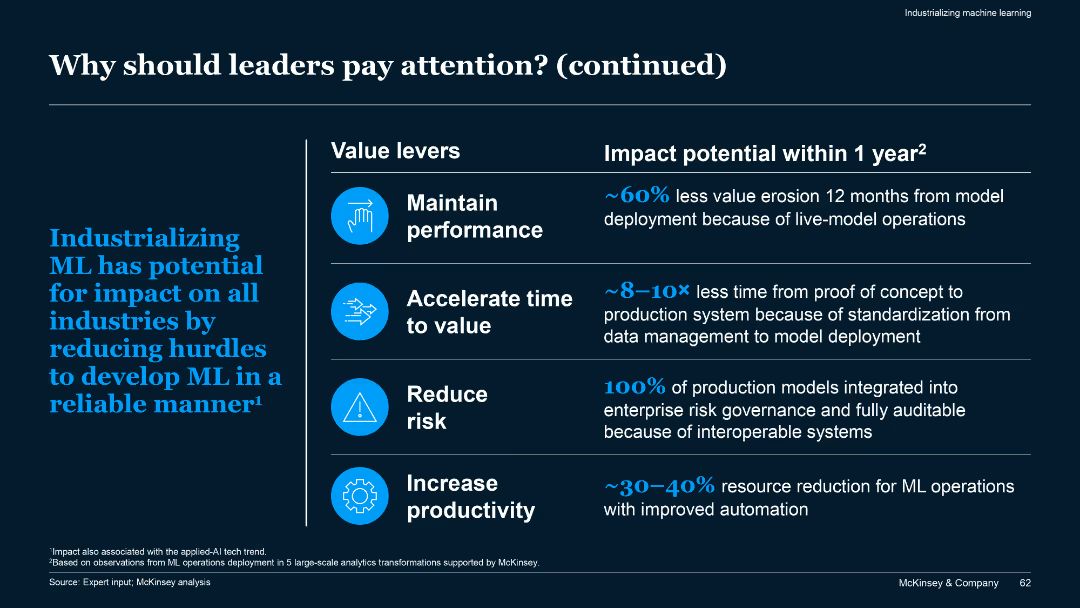 Industrializing machine learning
Why should leaders pay attention? (continued)
Industrializing
ML has potential
for impact on all
industries by
reducing hurdles
to develop ML in a
reliable manner¹
Value levers
Impact potential within 1 year²
Maintain
performance
~60% less value erosion 12 months from model
deployment because of live-model operations
Accelerate time
to value
~8–10× less time from proof of concept to
production system because of standardization from
data management to model deployment
Reduce
risk
100% of production models integrated into
enterprise risk governance and fully auditable
because of interoperable systems
Increase
productivity
~30–40% resource reduction for ML operations
with improved automation
¹Impact also associated with the applied-AI tech trend.
²Based on observations from ML operations deployment in 5 large-scale analytics transformations supported by McKinsey.
Source: Expert input; McKinsey analysis
McKinsey & Company 62